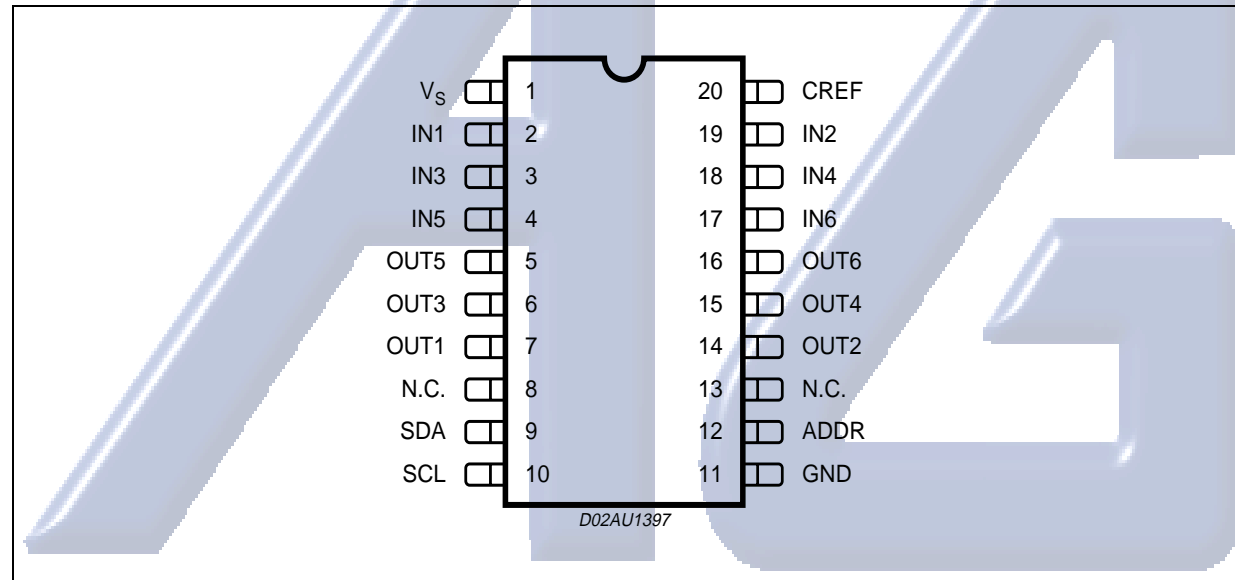 V_S 1 20 CREF
IN1 2 19 IN2
IN3 3 18 IN4
IN5 4 17 IN6
OUT5 5 16 OUT6
OUT3 6 15 OUT4
OUT1 7 14 OUT2
N.C. 8 13 N.C.
SDA 9 12 ADDR
SCL 10 11 GND
D02AU1397